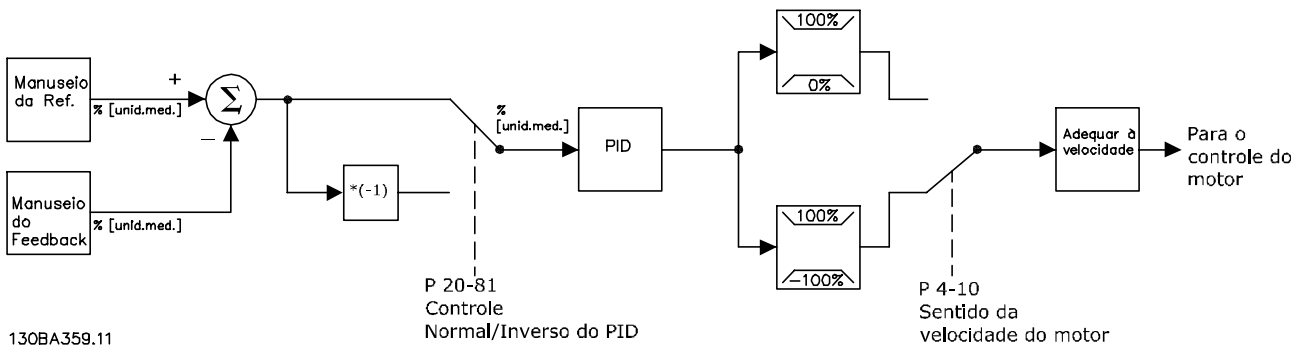 Manuseio
da Ref.
+
% [unid.med.]
Σ
−
Manuseio
do
Feedback
% [unid.med.]
*(-1)
%
[unid.med.]
PID
100%
0%
100%
-100%
Adequar à
velocidade
Para o
controle do
motor
P 20-81
Controle
Normal/Inverso do PID
P 4-10
Sentido da
velocidade do motor
130BA359.11